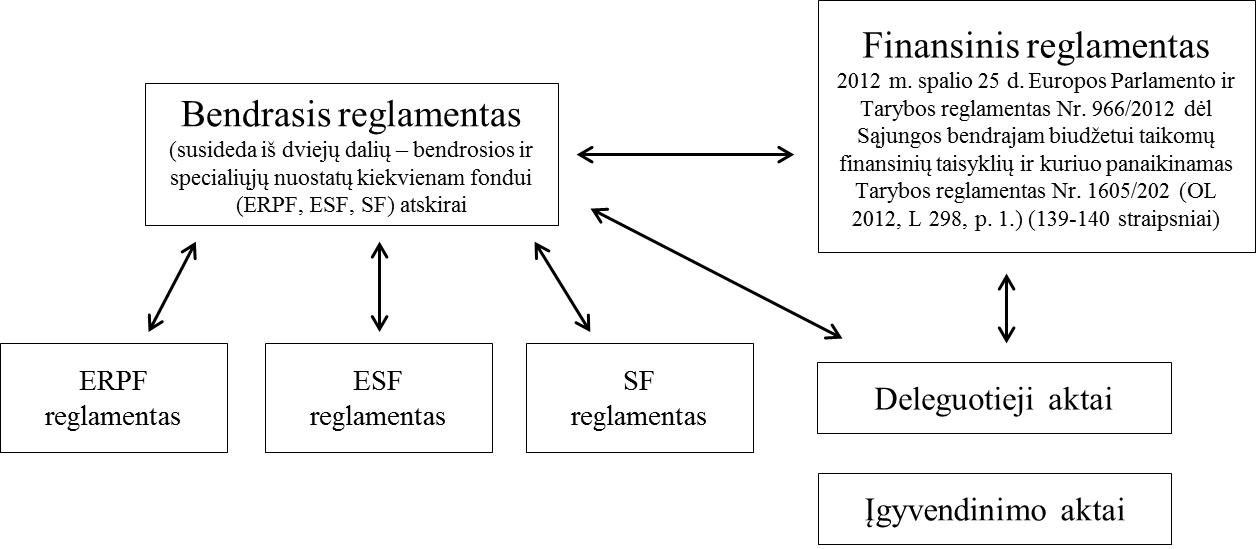 Bendrasis reglamentas
(susideda iš dviejų dalių – bendrosios ir
specialiųjų nuostatų kiekvienam fondui
(ERPF, ESF, SF) atskirai
Finansinis reglamentas
2012 m. spalio 25 d. Europos Parlamento ir
Tarybos reglamentas Nr. 966/2012 dėl
Sąjungos bendrajam biudžetui taikomų
finansinių taisyklių ir kuriuo panaikinamas
Tarybos reglamentas Nr. 1605/202 (OL
2012, L 298, p. 1.) (139-140 straipsniai)
ERPF
reglamentas
ESF
reglamentas
SF
reglamentas
Deleguotieji aktai
Įgyvendinimo aktai